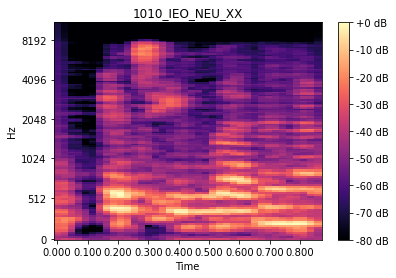 1010_IEO_NEU_XX
+0 dB
8192
-10 dB
4096
-20 dB
-30 dB
2048
Hz
-40 dB
1024
-50 dB
512
-60 dB
-70 dB
0
-80 dB
0.000 0.100 0.200 0.300 0.400 0.500 0.600 0.700 0.800
Time